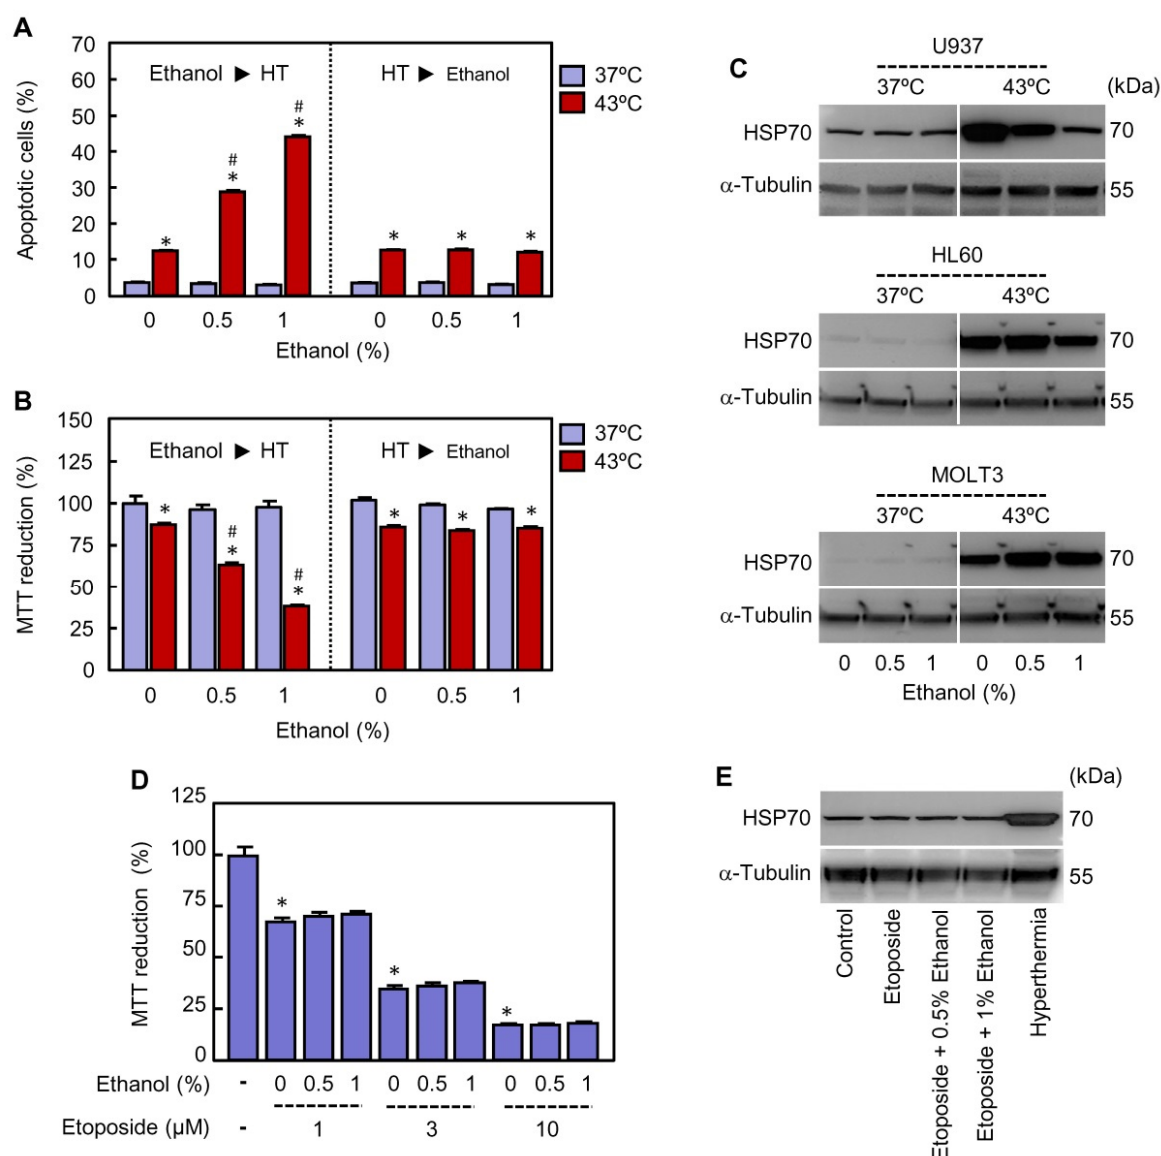 A
Apoptotic cells (%)
70
60
50
40
30
20
10
0
Ethanol ▶ HT
HT ▶ Ethanol
37ºC
43ºC
#
*
#
*
*
*
*
*
0 0.5 1 0 0.5 1
Ethanol (%)
B
MTT reduction (%)
150
125
100
75
50
25
0
Ethanol ▶ HT
HT ▶ Ethanol
37ºC
43ºC
*
#
*
#
*
*
*
*
0 0.5 1 0 0.5 1
Ethanol (%)
C
U937
37ºC 43ºC (kDa)
HSP70 70
α-Tubulin 55
HL60
37ºC 43ºC
HSP70 70
α-Tubulin 55
MOLT3
37ºC 43ºC
HSP70 70
α-Tubulin 55
0 0.5 1 0 0.5 1
Ethanol (%)
D
MTT reduction (%)
125
100
75
50
25
0
*
*
*
Ethanol (%) - 0 0.5 1 0 0.5 1 0 0.5 1
Etoposide (µM) - 1 3 10
E
(kDa)
HSP70 70
α-Tubulin 55
Control
Etoposide
Etoposide + 0.5% Ethanol
Etoposide + 1% Ethanol
Hyperthermia